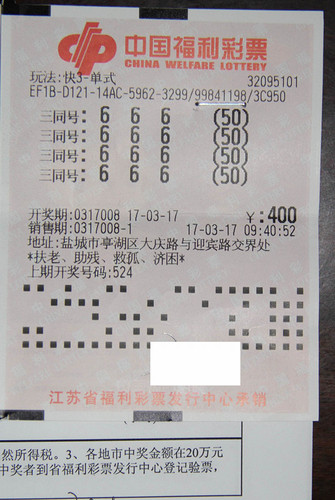 中国福利彩票
CHINA WELFARE LOTTERY
玩法:快3-单式 32095101
EF1B-D121-14AC-5962-3299/99841198/3C950
三同号: 6 6 6 (50)
三同号: 6 6 6 (50)
三同号: 6 6 6 (50)
三同号: 6 6 6 (50)
开奖期:0317008 17-03-17 ¥:400
销售期:0317008-1 17-03-17 09:40:52
地址:盐城市亭湖区大庆路与迎宾路交界处
*扶老、助残、救孤、济困*
上期开奖号码:524
江苏省福利彩票发行中心承销
然所得税。3、各地市中奖金额在20万元
中奖者到省福利彩票发行中心登记验票,